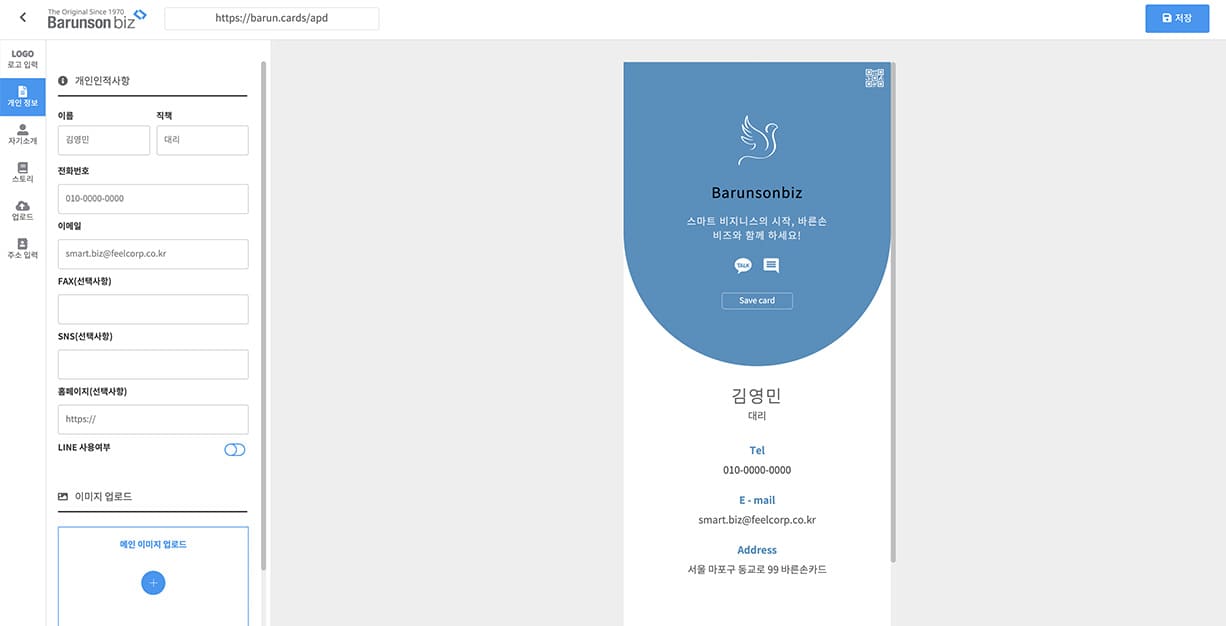 The Original Since 1970
Barunson biz
https://barun.cards/apd
저장
LOGO
로고 입력
개인 정보
자기소개
스토리
업로드
주소 입력
개인인적사항
이름
직책
김영민
대리
전화번호
010-0000-0000
이메일
smart.biz@feelcorp.co.kr
FAX(선택사항)
SNS(선택사항)
홈페이지(선택사항)
https://
LINE 사용여부
이미지 업로드
메인 이미지 업로드
Barunsonbiz
스마트 비지니스의 시작, 바른손
비즈와 함께 하세요!
TALK
Save card
김영민
대리
Tel
010-0000-0000
E - mail
smart.biz@feelcorp.co.kr
Address
서울 마포구 동교로 99 바른손카드